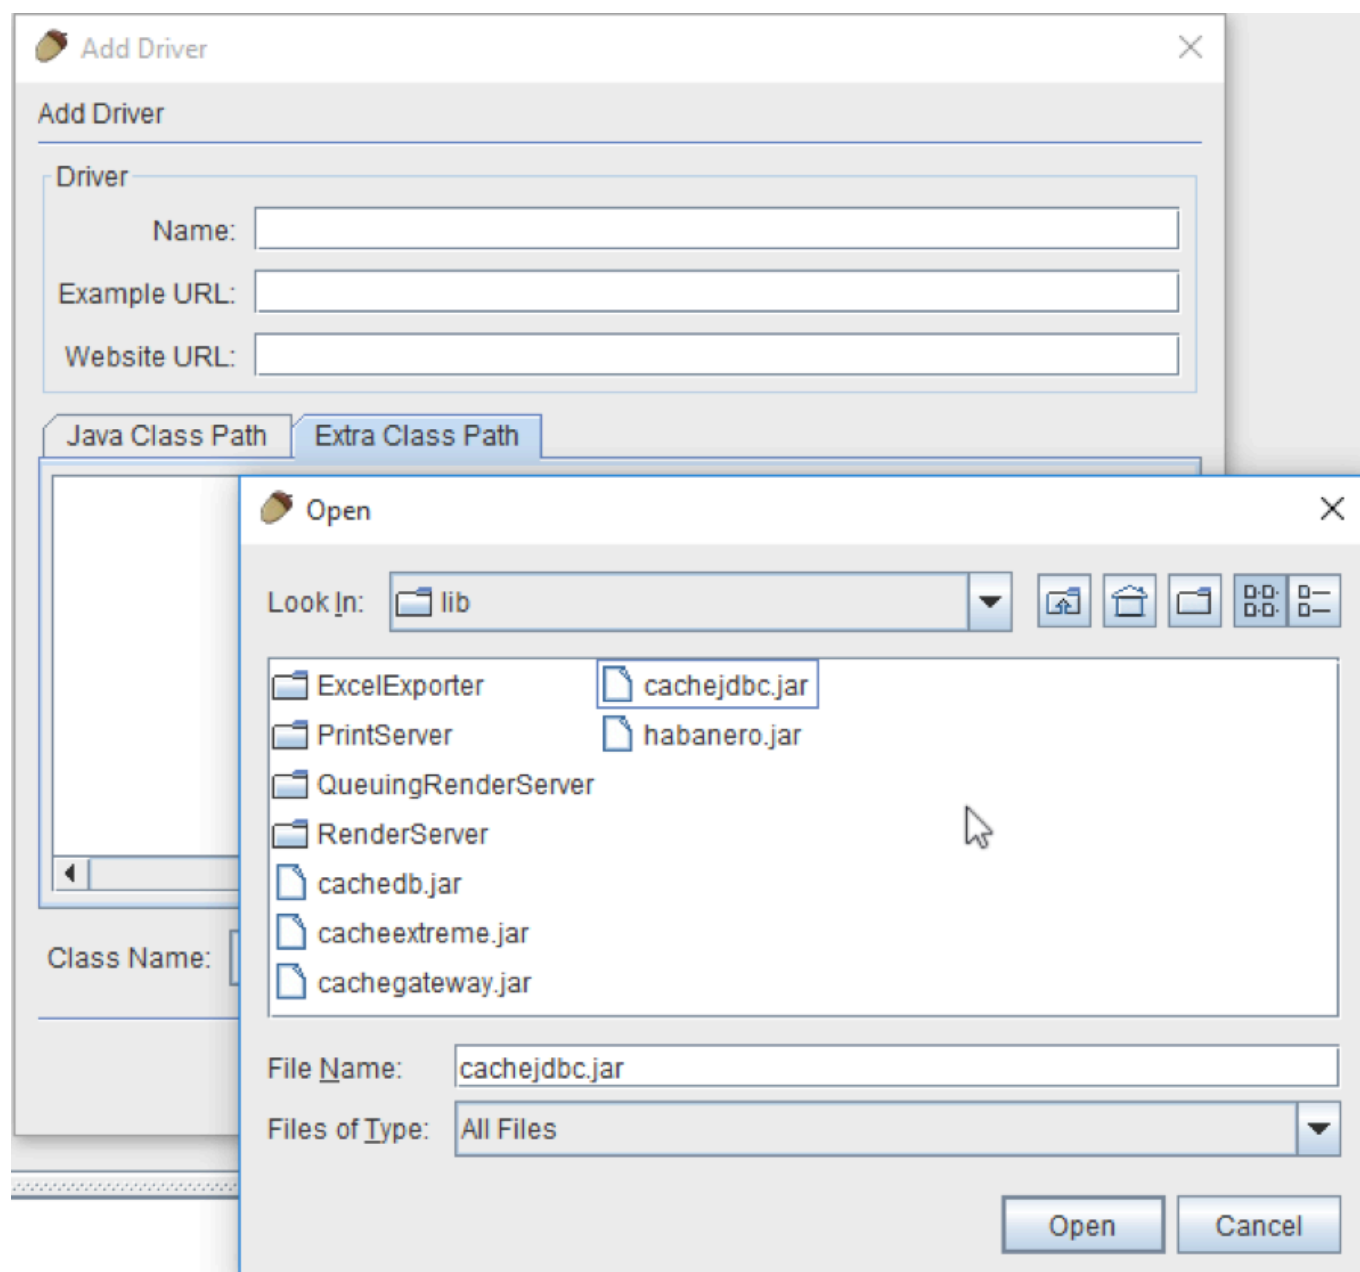 Add Driver
Add Driver
Driver
Name:
Example URL:
Website URL:
Java Class Path Extra Class Path
Open
Look In: lib
ExcelExporter cachejdbc.jar
PrintServer habanero.jar
QueuingRenderServer
RenderServer
cachedb.jar
cacheextreme.jar
Class Name:
cachegateway.jar
File Name: cachejdbc.jar
Files of Type: All Files
Open Cancel